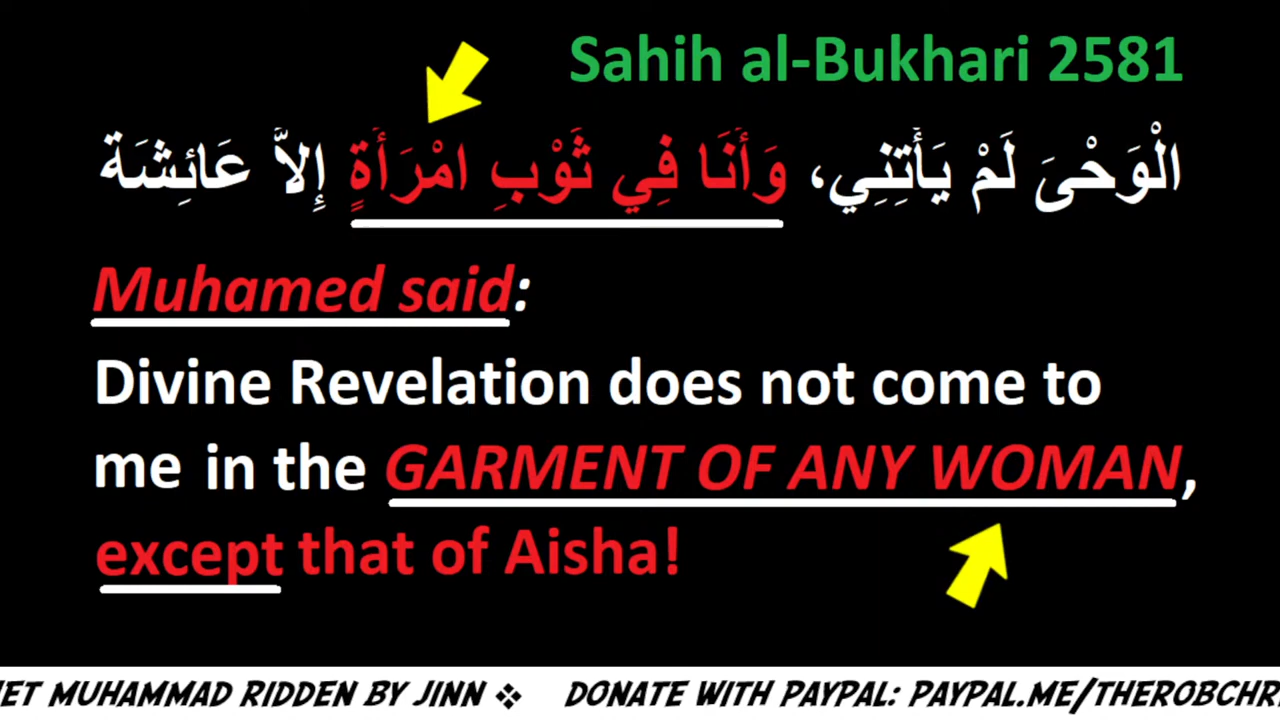 Sahih al-Bukhari 2581
الْوَحْىَ لَمْ يَأْتِنِي، وَأَنَا فِي ثَوْبِ امْرَأَةٍ إِلاَّ عَائِشَة
Muhamed said:
Divine Revelation does not come to
me in the GARMENT OF ANY WOMAN,
except that of Aisha!
MUHAMMAD RIDDEN BY JINN ❖ DONATE WITH PAYPAL: PAYPAL.ME/THEROBCHR